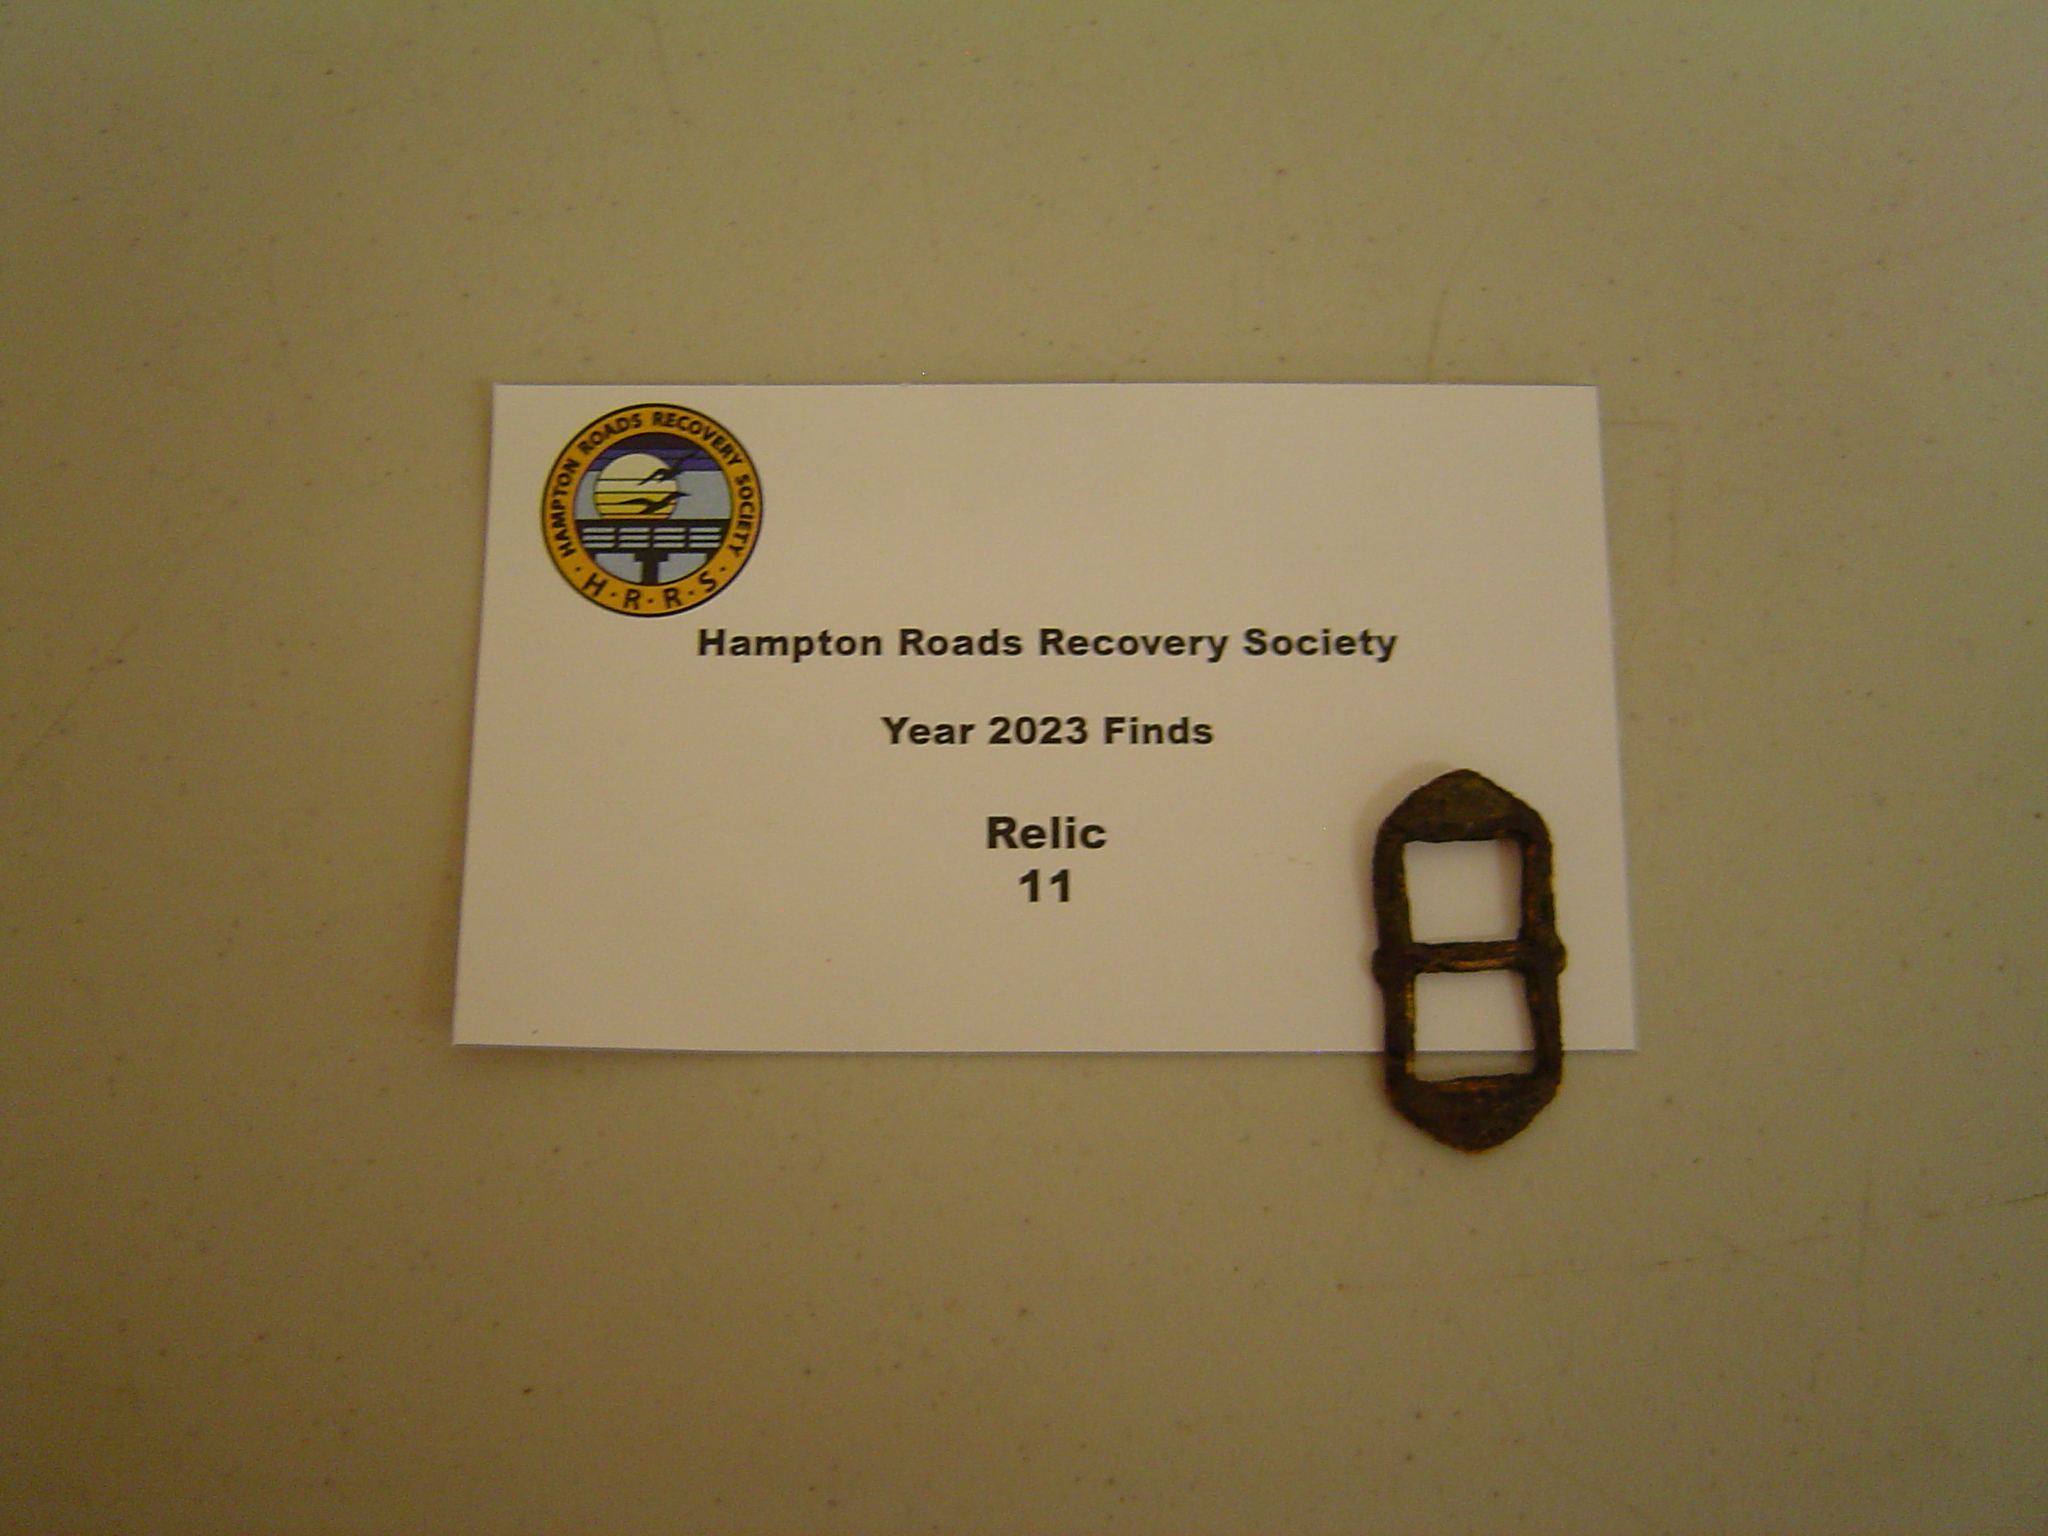 HAMPTON ROADS RECOVERY SOCIETY
· H · R · R · S ·
Hampton Roads Recovery Society
Year 2023 Finds
Relic
11